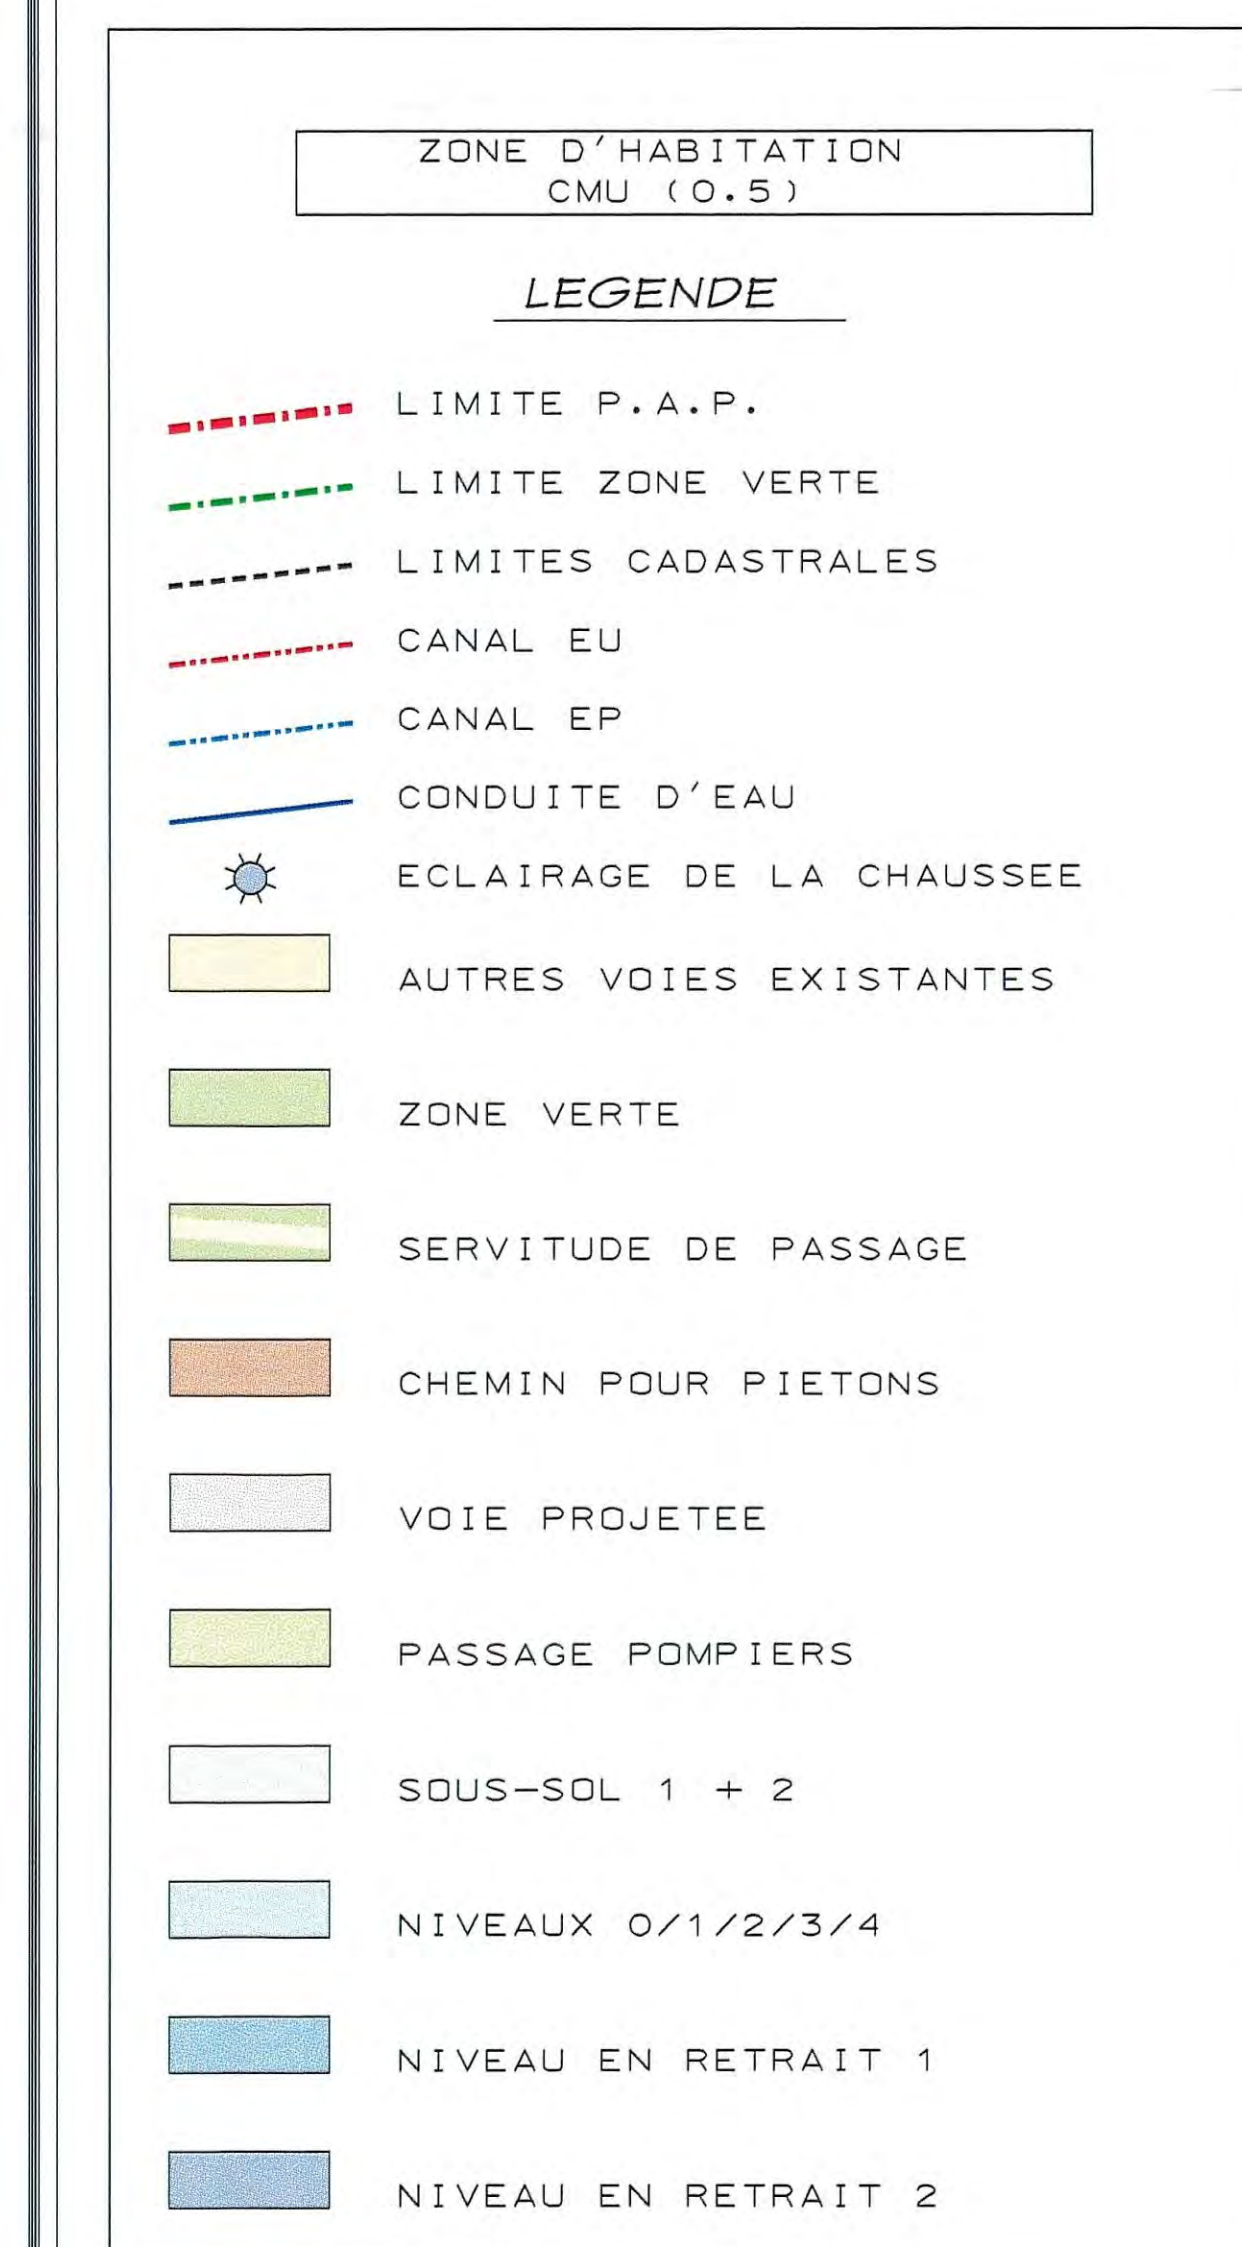 ZONE D'HABITATION
CMU (0.5)
LEGENDE
LIMITE P.A.P.
LIMITE ZONE VERTE
LIMITES CADASTRALES
CANAL EU
CANAL EP
CONDUITE D'EAU
ECLAIRAGE DE LA CHAUSSEE
AUTRES VOIES EXISTANTES
ZONE VERTE
SERVITUDE DE PASSAGE
CHEMIN POUR PIETONS
VOIE PROJETEE
PASSAGE POMPIERS
SOUS-SOL 1 + 2
NIVEAUX 0/1/2/3/4
NIVEAU EN RETRAIT 1
NIVEAU EN RETRAIT 2